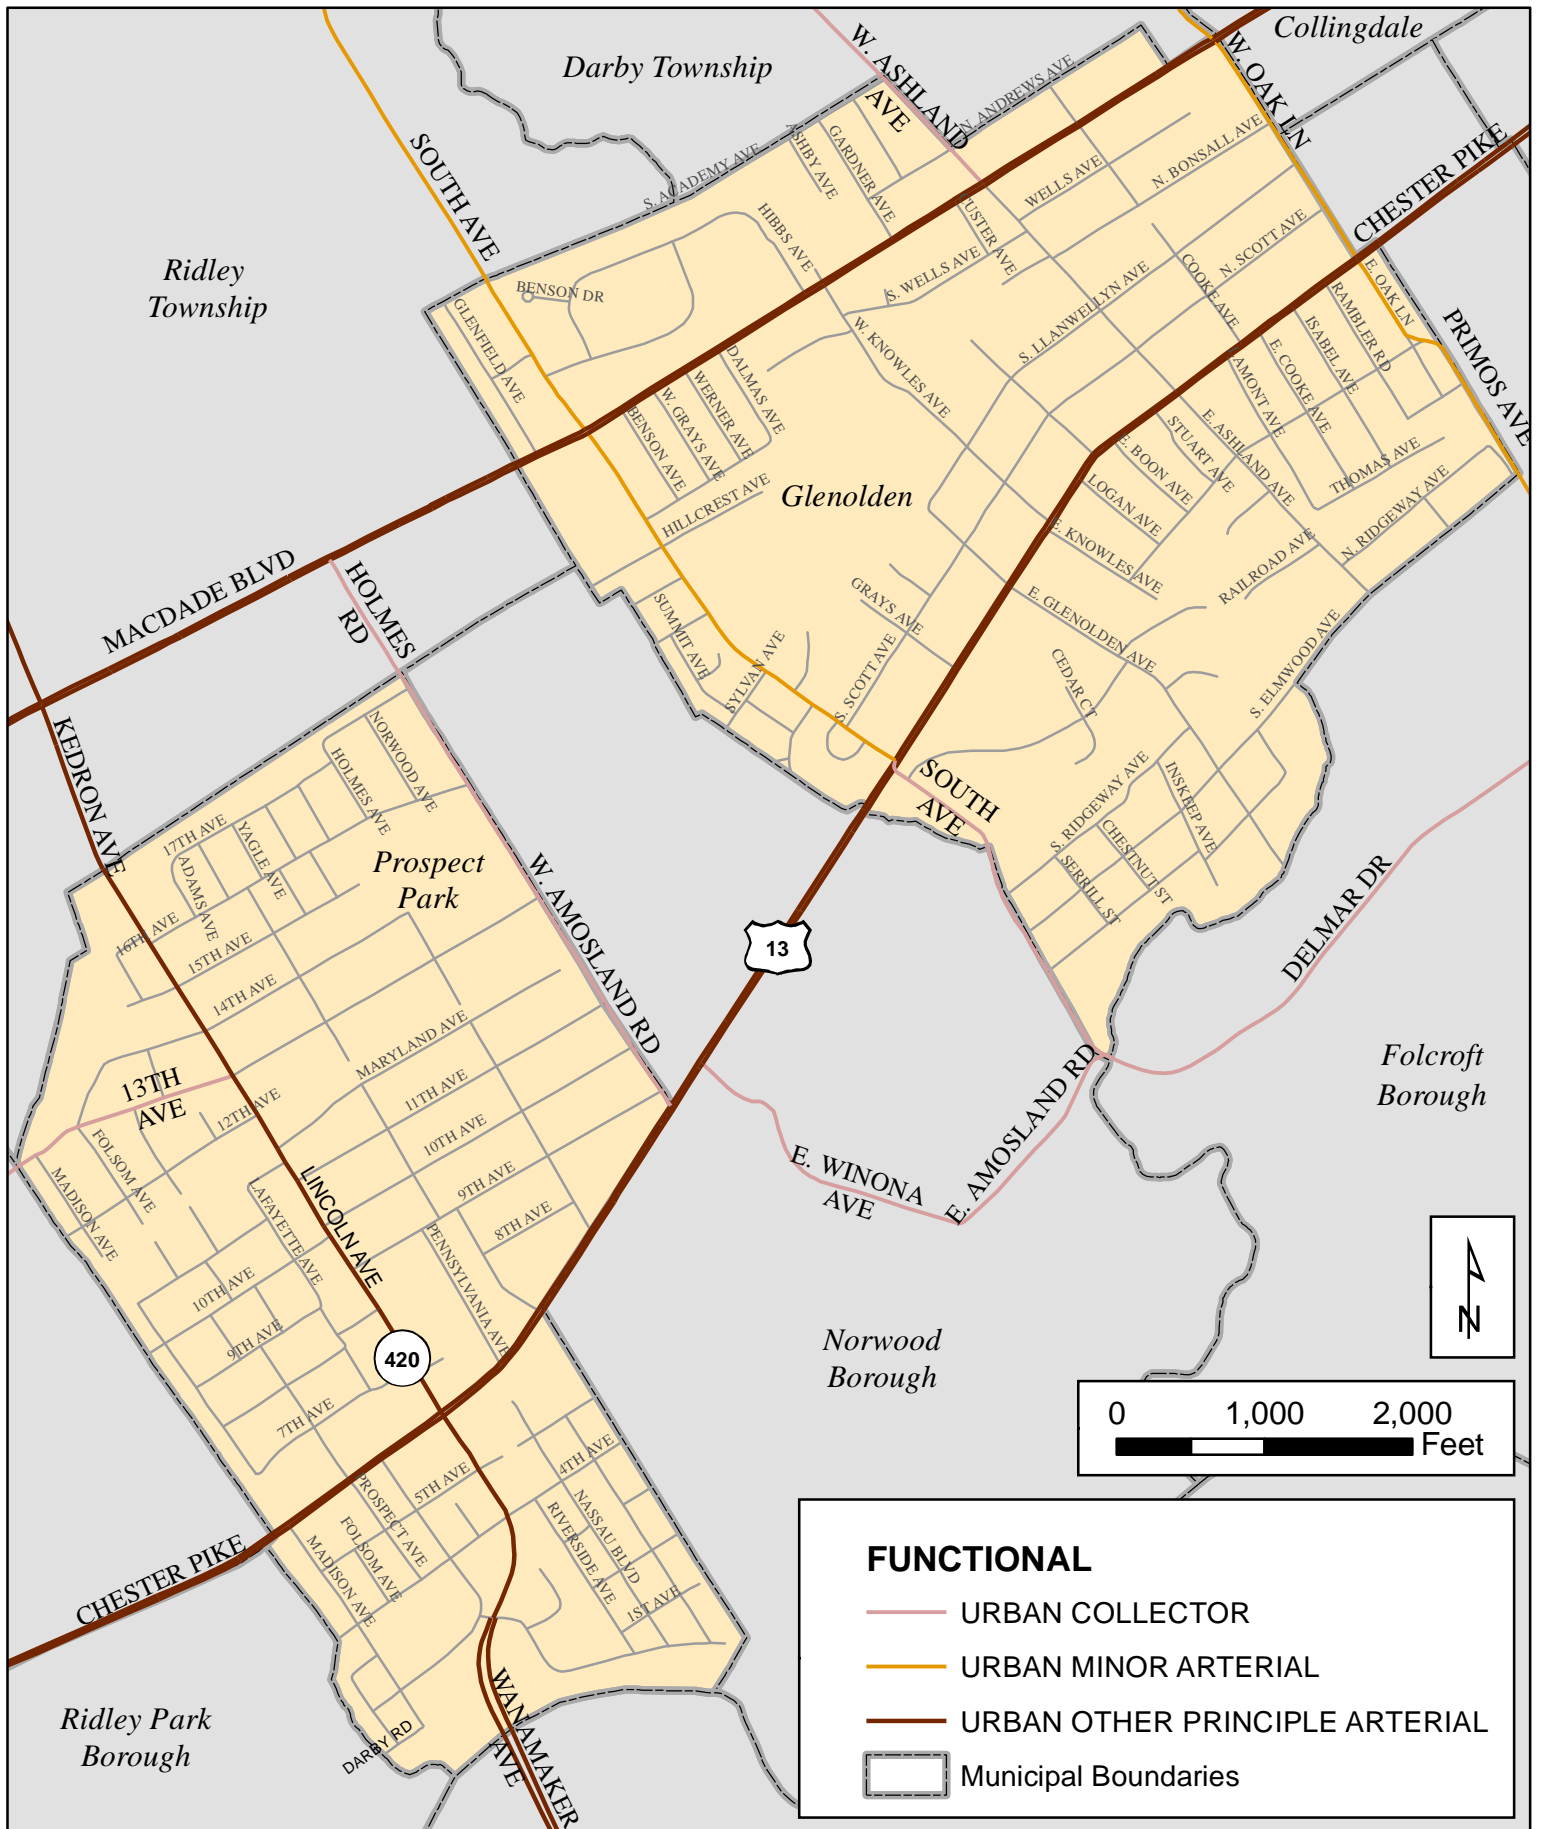 Collingdale
Darby Township
W. ASHLAND
AVE
W. OAK LN
N. ANDREWS AVE
SOUTH AVE
ASHBY AVE
GARDNER AVE
S. ACADEMY AVE
WELLS AVE
N. BONSALL AVE
CHESTER PIKE
Ridley
Township
HIBBS AVE
CUSTER AVE
N. SCOTT AVE
COOKE AVE
S. WELLS AVE
S. LLANWELLYN AVE
E. OAK LN
BENSON DR
GLENFIELD AVE
RAMBLER RD
ISABEL AVE
E. COOKE AVE
PRIMOS AVE
W. KNOWLES AVE
DALMAS AVE
WERNER AVE
W. GRAYS AVE
BENSON AVE
LAMONT AVE
E. ASHLAND AVE
STUART AVE
E. BOON AVE
LOGAN AVE
THOMAS AVE
N. RIDGEWAY AVE
HILLCREST AVE
Glenolden
E. KNOWLES AVE
RAILROAD AVE
MACDADE BLVD
HOLMES
RD
SUMMIT AVE
GRAYS AVE
E. GLENOLDEN AVE
SYLVAN AVE
S. SCOTT AVE
CEDAR CT
S. ELMWOOD AVE
KEDRON AVE
NORWOOD AVE
HOLMES AVE
SOUTH
AVE
S. RIDGEWAY AVE
INSKEEP AVE
CHESTNUT ST
S. SERRILL ST
17TH AVE
YAGLE AVE
ADAMS AVE
Prospect
Park
W. AMOSLAND RD
16TH AVE
15TH AVE
14TH AVE
13
DELMAR DR
MARYLAND AVE
13TH
AVE
12TH AVE
11TH AVE
10TH AVE
9TH AVE
8TH AVE
Folcroft
Borough
E. AMOSLAND RD
E. WINONA
AVE
FOLSOM AVE
MADISON AVE
LAFAYETTE AVE
LINCOLN AVE
PENNSYLVANIA AVE
10TH AVE
9TH AVE
420
7TH AVE
Norwood
Borough
N
0 1,000 2,000
Feet
5TH AVE
4TH AVE
PROSPECT AVE
FOLSOM AVE
MADISON AVE
NASSAU BLVD
RIVERSIDE AVE
1ST AVE
CHESTER PIKE
Ridley Park
Borough
DARBY RD
WANAMAKER
AVE
FUNCTIONAL
URBAN COLLECTOR
URBAN MINOR ARTERIAL
URBAN OTHER PRINCIPLE ARTERIAL
Municipal Boundaries